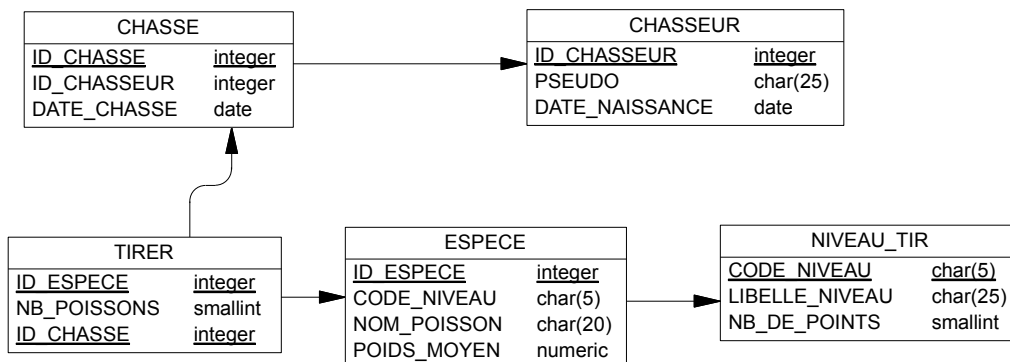 CHASSE
ID_CHASSE integer
ID_CHASSEUR integer
DATE_CHASSE date
CHASSEUR
ID_CHASSEUR integer
PSEUDO char(25)
DATE_NAISSANCE date
TIRER
ID_ESPECE integer
NB_POISSONS smallint
ID_CHASSE integer
ESPECE
ID_ESPECE integer
CODE_NIVEAU char(5)
NOM_POISSON char(20)
POIDS_MOYEN numeric
NIVEAU_TIR
CODE_NIVEAU char(5)
LIBELLE_NIVEAU char(25)
NB_DE_POINTS smallint